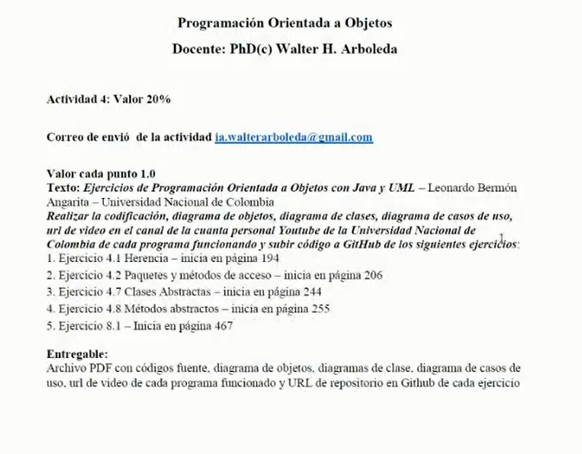 Programación Orientada a Objetos
Docente: PhD(c) Walter H. Arboleda
Actividad 4: Valor 20%
Correo de envió de la actividad ia.walterarboleda@gmail.com
Valor cada punto 1.0
Texto: Ejercicios de Programación Orientada a Objetos con Java y UML – Leonardo Bermón
Angarita – Universidad Nacional de Colombia
Realizar la codificación, diagrama de objetos, diagrama de clases, diagrama de casos de uso,
url de video en el canal de la cuanta personal Youtube de la Universidad Nacional de
Colombia de cada programa funcionando y subir código a GitHub de los siguientes ejercicios:
1. Ejercicio 4.1 Herencia – inicia en página 194
2. Ejercicio 4.2 Paquetes y métodos de acceso – inicia en página 206
3. Ejercicio 4.7 Clases Abstractas – inicia en página 244
4. Ejercicio 4.8 Métodos abstractos – inicia en página 255
5. Ejercicio 8.1 – Inicia en página 467
Entregable:
Archivo PDF con códigos fuente, diagrama de objetos, diagramas de clase, diagrama de casos de
uso, url de video de cada programa funcionado y URL de repositorio en Github de cada ejercicio